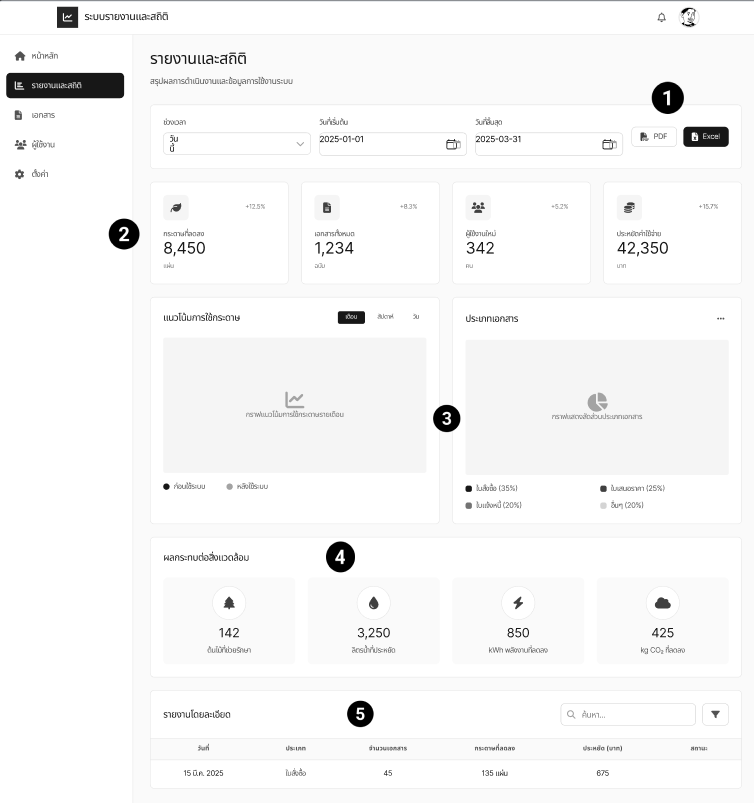 ระบบรายงานและสถิติ
หน้าหลัก
รายงานและสถิติ
เอกสาร
ผู้ใช้งาน
ตั้งค่า
รายงานและสถิติ
สรุปผลการดำเนินงานและข้อมูลการใช้งานระบบ
1
ช่วงเวลา
วันที่เริ่มต้น
วันที่สิ้นสุด
วัน
นี้
2025-01-01
2025-03-31
PDF
Excel
2
+12.5%
+8.3%
+5.2%
+15.7%
กระดาษที่ลดลง
เอกสารทั้งหมด
ผู้ใช้งานใหม่
ประหยัดค่าใช้จ่าย
8,450
1,234
342
42,350
แผ่น
ฉบับ
คน
บาท
แนวโน้มการใช้กระดาษ
เดือน
สัปดาห์
วัน
กราฟแนวโน้มการใช้กระดาษรายเดือน
ก่อนใช้ระบบ
หลังใช้ระบบ
3
ประเภทเอกสาร
กราฟแสดงสัดส่วนประเภทเอกสาร
ใบสั่งซื้อ (35%)
ใบเสนอราคา (25%)
ใบแจ้งหนี้ (20%)
อื่นๆ (20%)
ผลกระทบต่อสิ่งแวดล้อม
4
142
3,250
850
425
ต้นไม้ที่ช่วยรักษา
ลิตรน้ำที่ประหยัด
kWh พลังงานที่ลดลง
kg CO₂ ที่ลดลง
รายงานโดยละเอียด
5
ค้นหา...
วันที่
ประเภท
จำนวนเอกสาร
กระดาษที่ลดลง
ประหยัด (บาท)
สถานะ
15 มี.ค. 2025
ใบสั่งซื้อ
45
135 แผ่น
675